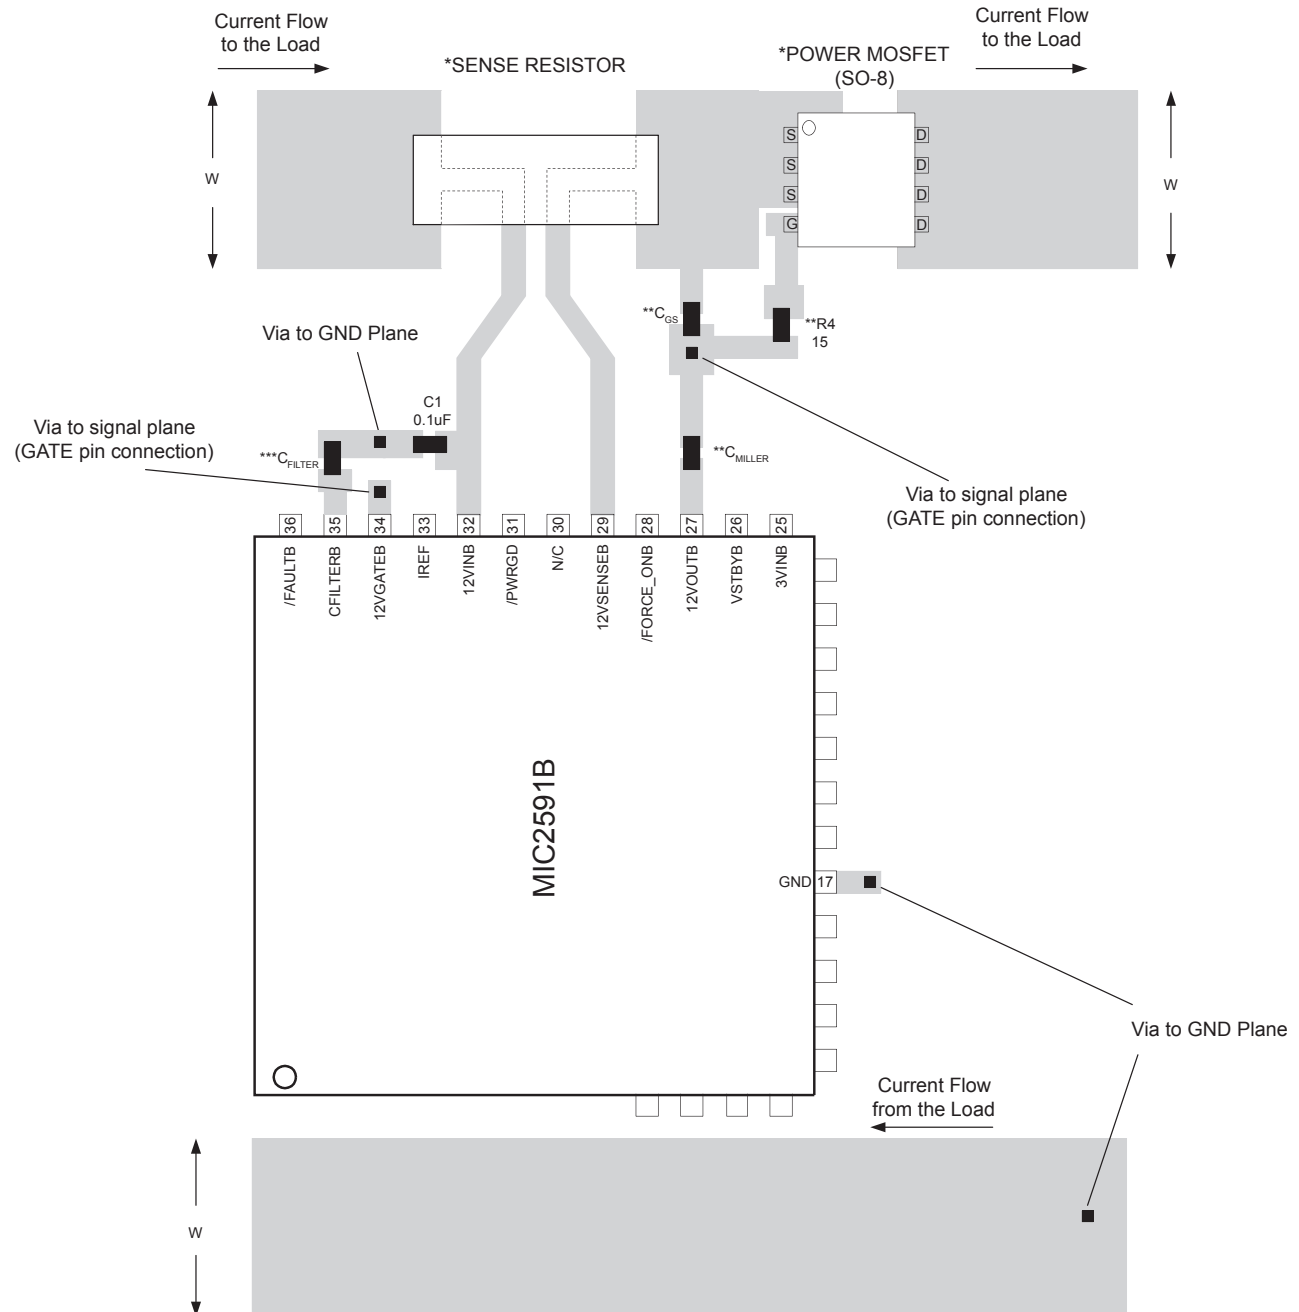 Current Flow
to the Load
*SENSE RESISTOR
*POWER MOSFET
(SO-8)
Current Flow
to the Load
W
W
S
S
S
G
D
D
D
D
**CGS
**R4
15
Via to GND Plane
C1
0.1uF
Via to signal plane
(GATE pin connection)
***CFILTER
**CMILLER
Via to signal plane
(GATE pin connection)
36
35
34
33
32
31
30
29
28
27
26
25
/FAULTB
CFILTERB
12VGATEB
IREF
12VINB
/PWRGD
N/C
12VSENSEB
/FORCE_ONB
12VOUTB
VSTBYB
3VINB
MIC2591B
GND 17
Via to GND Plane
Current Flow
from the Load
W